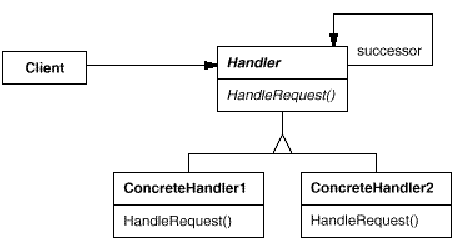 successor
Client
Handler
HandleRequest()
ConcreteHandler1
ConcreteHandler2
HandleRequest()
HandleRequest()